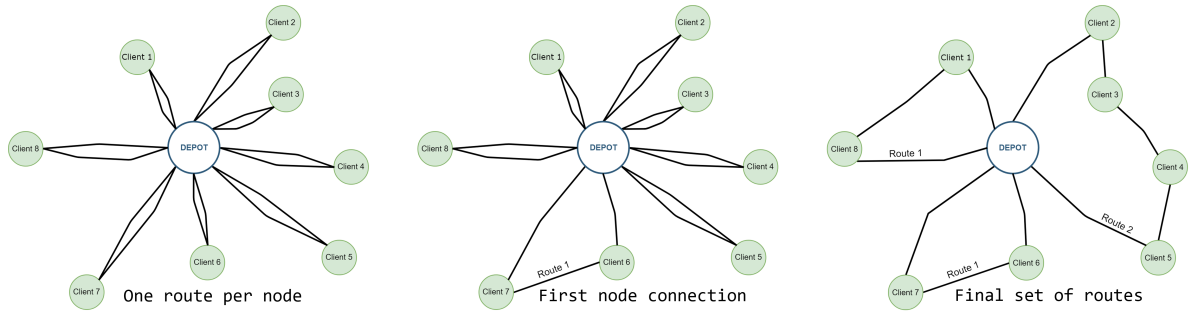 Client 2
Client 1
Client 3
DEPOT
Client 8
Client 4
Client 5
Client 6
Client 7
One route per node
Client 2
Client 1
Client 3
DEPOT
Client 8
Client 4
Client 5
Client 6
Route 1
Client 7
First node connection
Client 2
Client 1
Client 3
DEPOT
Client 8
Route 1
Client 4
Route 2
Client 5
Client 6
Route 1
Client 7
Final set of routes